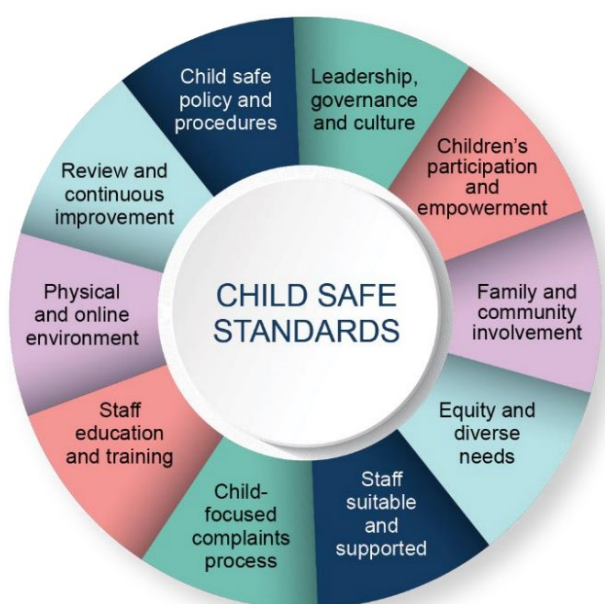 CHILD SAFE
STANDARDS
Leadership,
governance
and culture
Children's
participation
and
empowerment
Family and
community
involvement
Equity and
diverse
needs
Staff
suitable
and
supported
Child-
focused
complaints
process
Staff
education
and training
Physical
and online
environment
Review and
continuous
improvement
Child safe
policy and
procedures